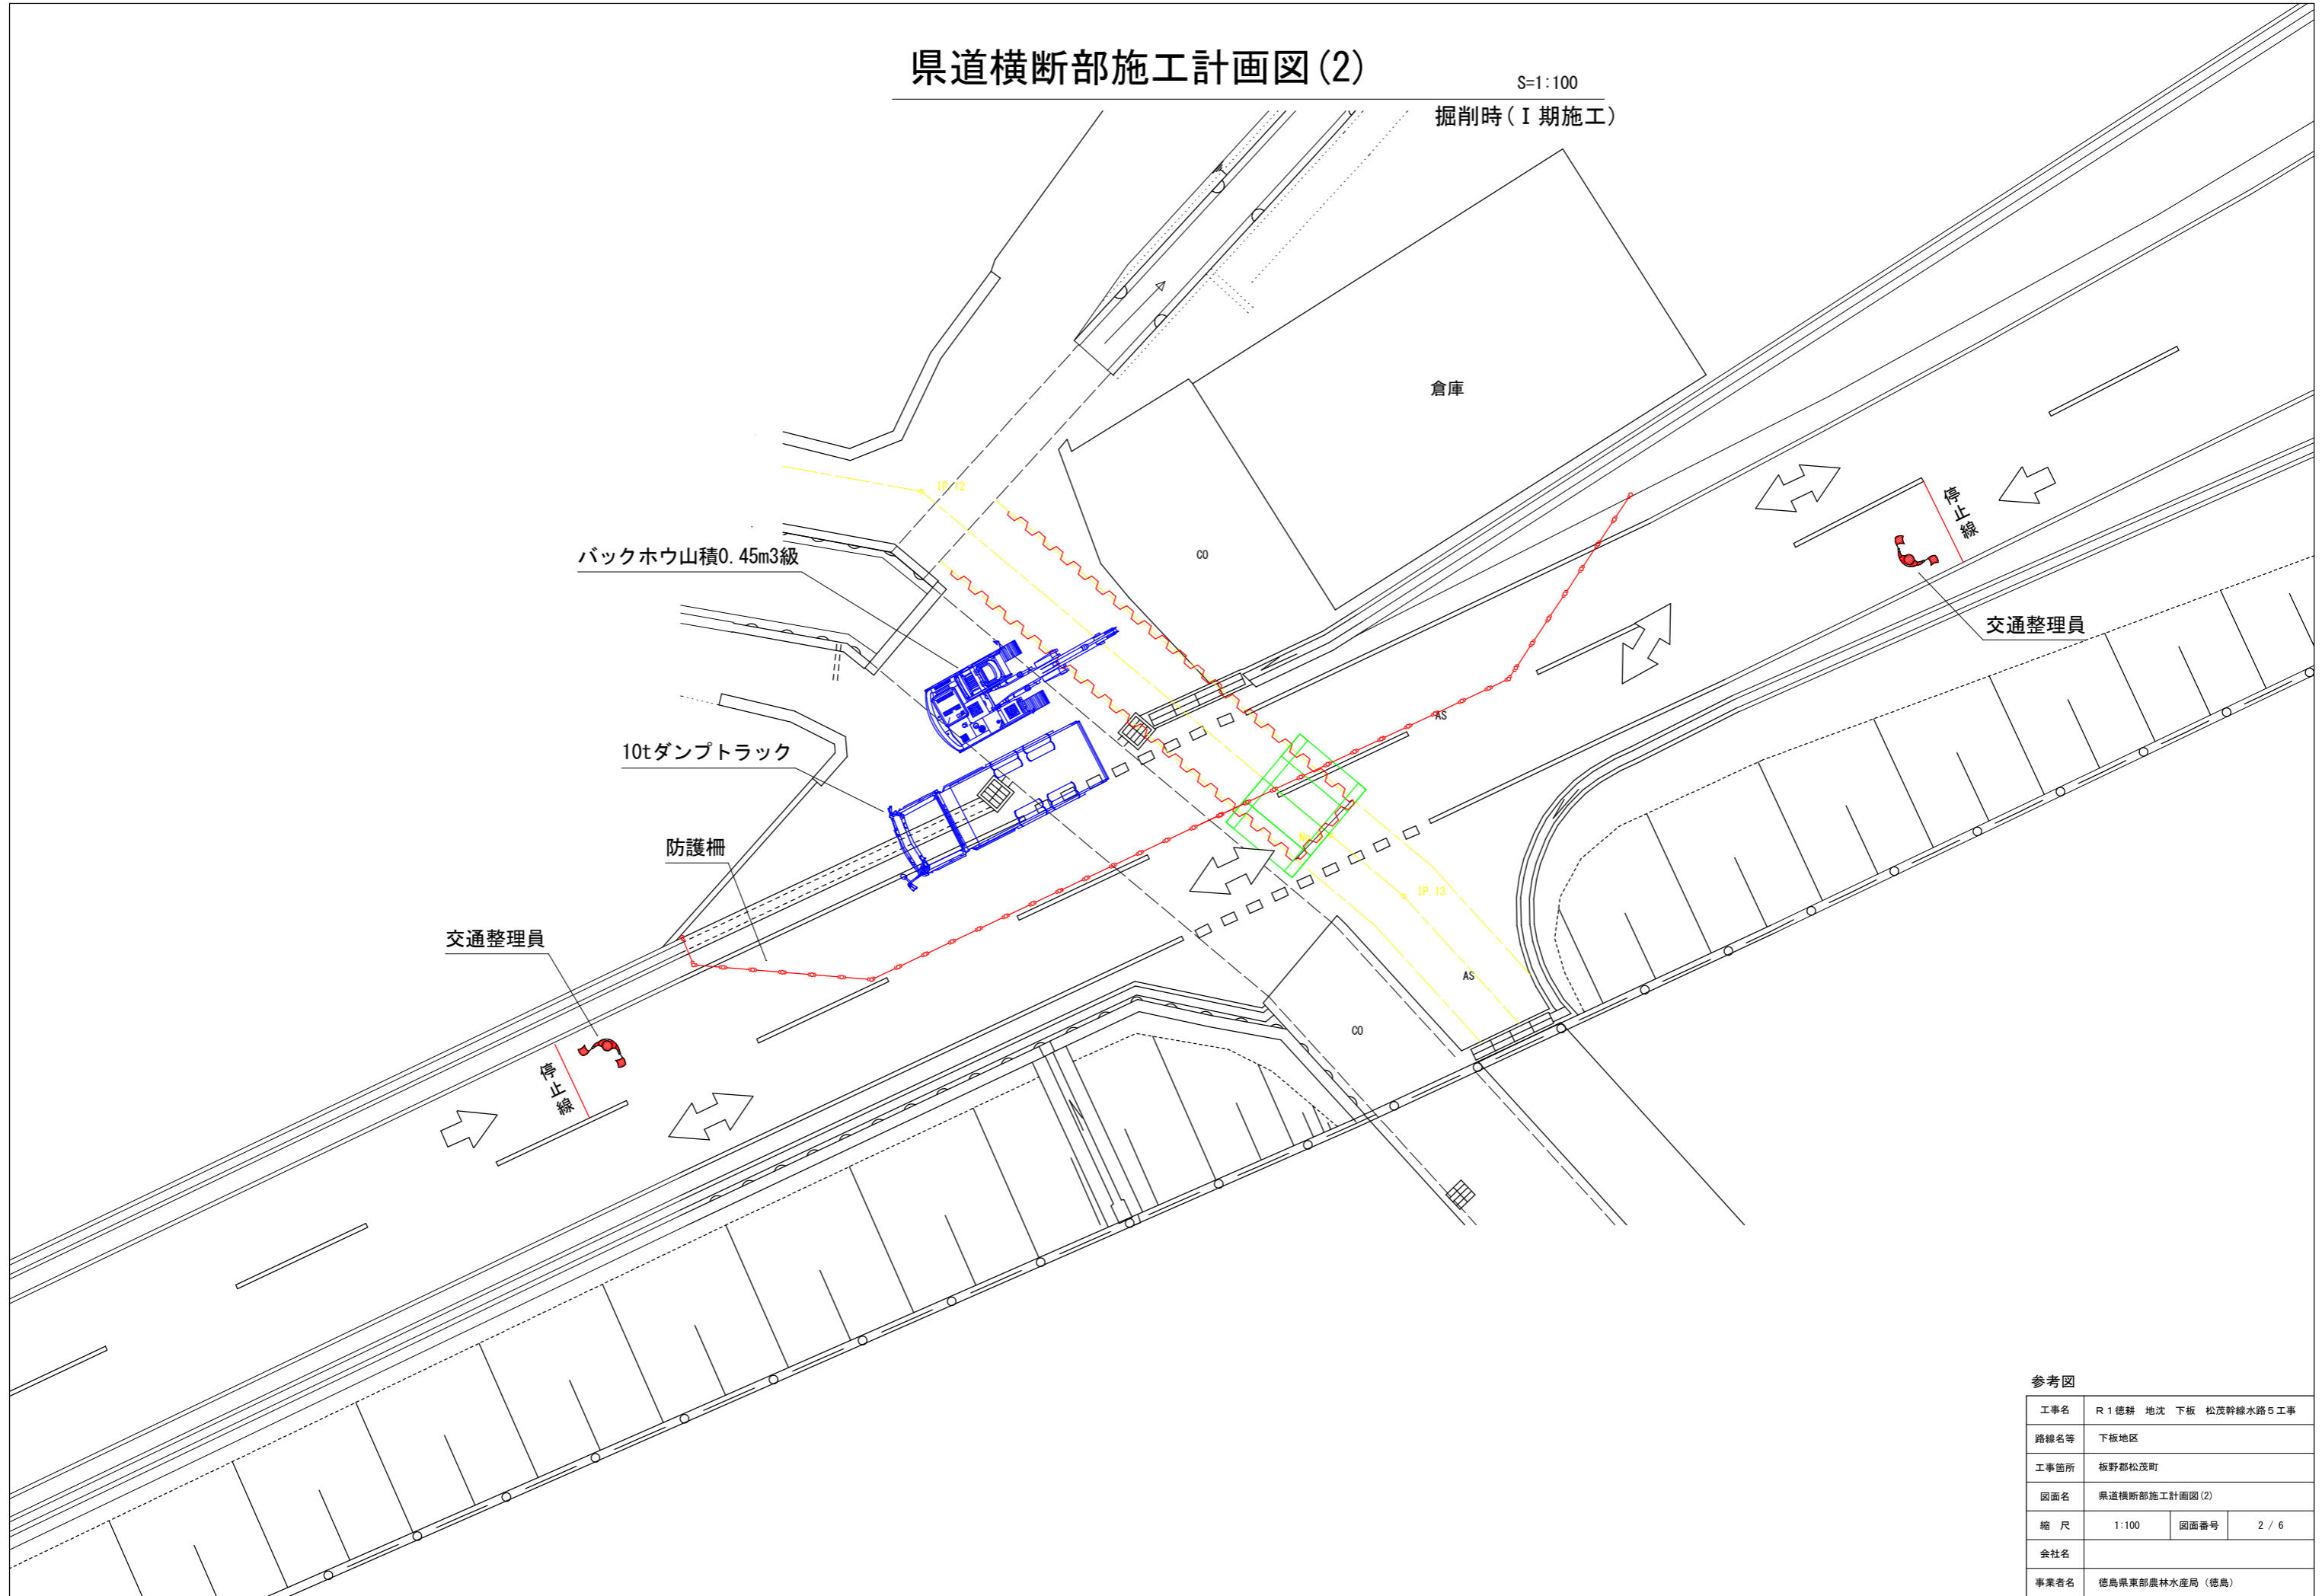 県道横断部施工計画図(2)
S=1:100
掘削時(Ⅰ期施工)
倉庫
IP.12
停止線
CO
バックホウ山積0.45m3級
交通整理員
AS
10tダンプトラック
防護柵
IP.13
交通整理員
AS
CO
停止線
参考図
工事名 R1徳耕 地沈 下板 松茂幹線水路5工事
路線名等 下板地区
工事箇所 板野郡松茂町
図面名 県道横断部施工計画図(2)
縮 尺 1:100 図面番号 2 / 6
会社名
事業者名 徳島県東部農林水産局(徳島)